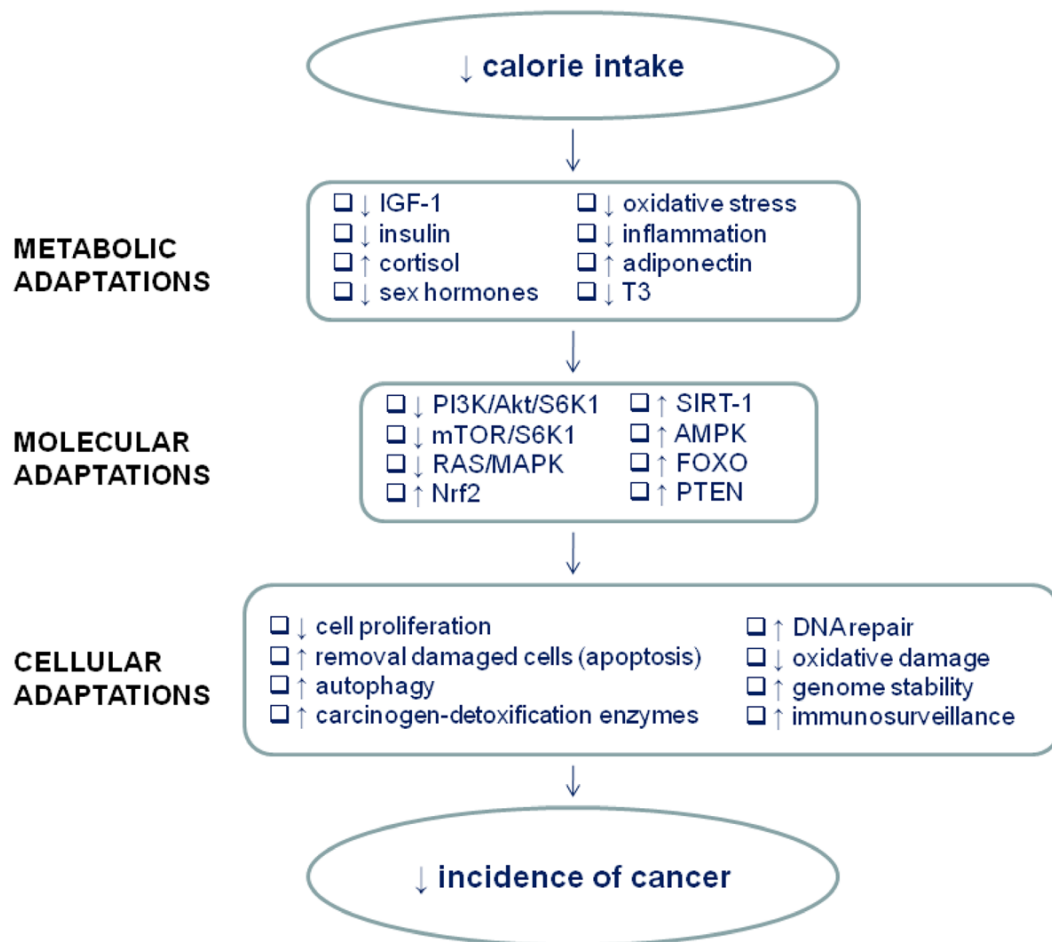 ↓ calorie intake
METABOLIC
ADAPTATIONS
❑ ↓ IGF-1
❑ ↓ insulin
❑ ↑ cortisol
❑ ↓ sex hormones
❑ ↓ oxidative stress
❑ ↓ inflammation
❑ ↑ adiponectin
❑ ↓ T3
MOLECULAR
ADAPTATIONS
❑ ↓ PI3K/Akt/S6K1
❑ ↓ mTOR/S6K1
❑ ↓ RAS/MAPK
❑ ↑ Nrf2
❑ ↑ SIRT-1
❑ ↑ AMPK
❑ ↑ FOXO
❑ ↑ PTEN
CELLULAR
ADAPTATIONS
❑ ↓ cell proliferation
❑ ↑ removal damaged cells (apoptosis)
❑ ↑ autophagy
❑ ↑ carcinogen-detoxification enzymes
❑ ↑ DNA repair
❑ ↓ oxidative damage
❑ ↑ genome stability
❑ ↑ immunosurveillance
↓ incidence of cancer